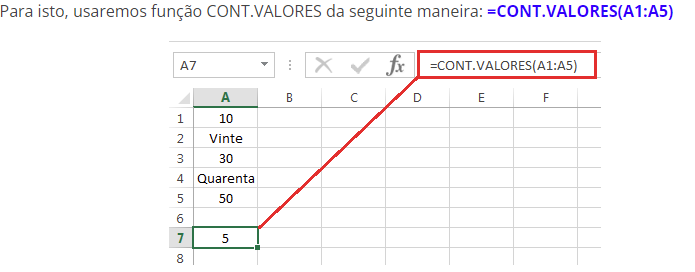 Para isto, usaremos função CONT.VALORES da seguinte maneira: =CONT.VALORES(A1:A5)
A7 fx =CONT.VALORES(A1:A5)
A B C D E F
1 10
2 Vinte
3 30
4 Quarenta
5 50
6
7 5
8